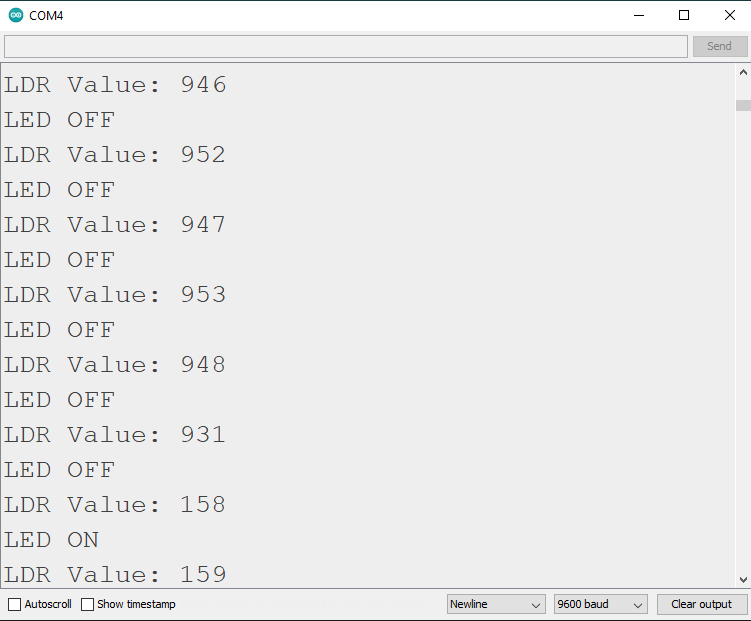 COM4
Send
LDR Value: 946
LED OFF
LDR Value: 952
LED OFF
LDR Value: 947
LED OFF
LDR Value: 953
LED OFF
LDR Value: 948
LED OFF
LDR Value: 931
LED OFF
LDR Value: 158
LED ON
LDR Value: 159
Autoscroll Show timestamp Newline 9600 baud Clear output